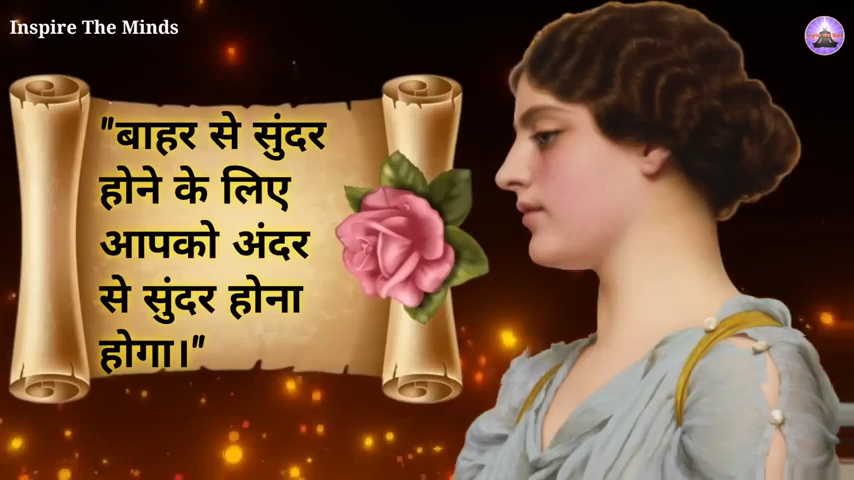 Inspire The Minds
"बाहर से सुंदर
होने के लिए
आपको अंदर
से सुंदर होना
होगा।"